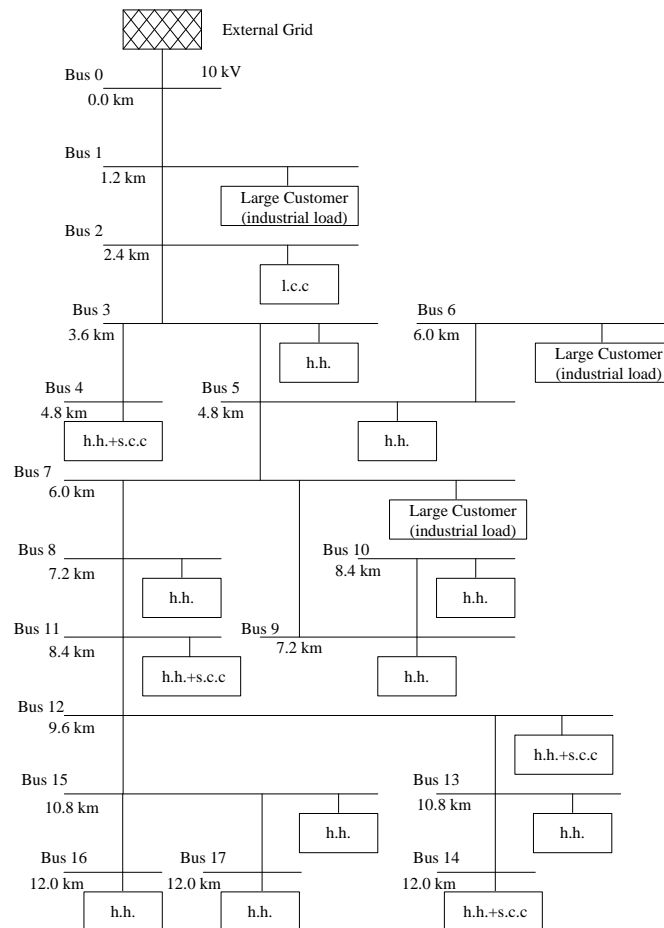 External Grid
Bus 0
10 kV
0.0 km
Bus 1
1.2 km
Large Customer
(industrial load)
Bus 2
2.4 km
l.c.c
Bus 3
Bus 6
3.6 km
6.0 km
h.h.
Large Customer
(industrial load)
Bus 4
Bus 5
4.8 km
4.8 km
h.h.+s.c.c
h.h.
Bus 7
6.0 km
Large Customer
(industrial load)
Bus 8
Bus 10
7.2 km
8.4 km
h.h.
h.h.
Bus 11
Bus 9
8.4 km
7.2 km
h.h.+s.c.c
h.h.
Bus 12
9.6 km
h.h.+s.c.c
Bus 15
Bus 13
10.8 km
10.8 km
h.h.
h.h.
Bus 16
Bus 17
Bus 14
12.0 km
12.0 km
12.0 km
h.h.
h.h.
h.h.+s.c.c